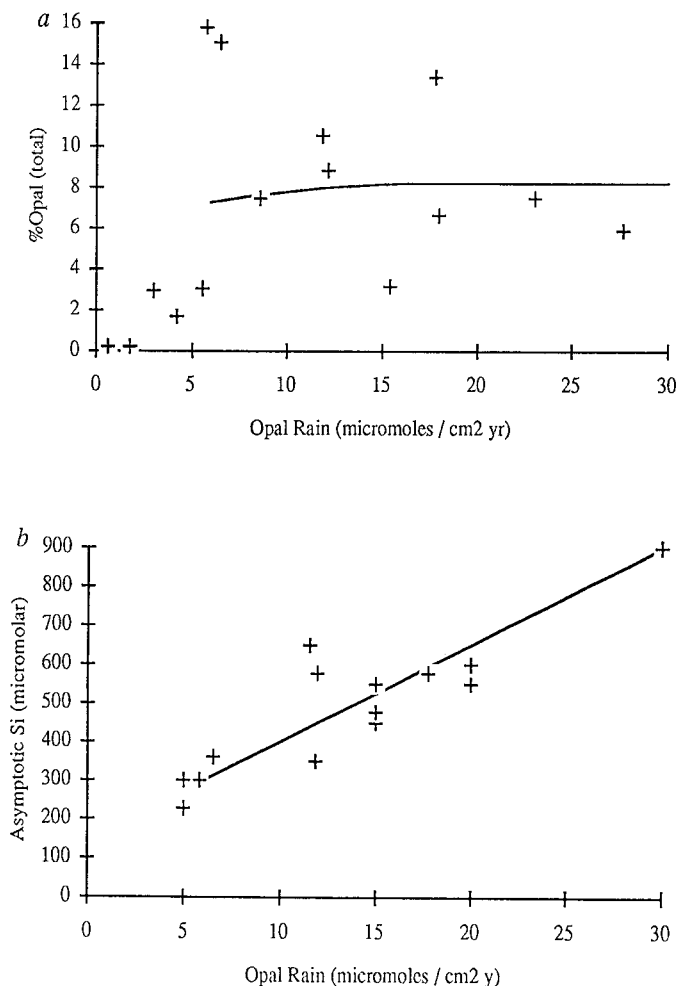 a
16
14
12
10
8
6
4
2
0
%Opal (total)
0 5 10 15 20 25 30
Opal Rain (micromoles / cm2 yr)
b
900
800
700
600
500
400
300
200
100
0
Asymptotic Si (micromolar)
0 5 10 15 20 25 30
Opal Rain (micromoles / cm2 y)